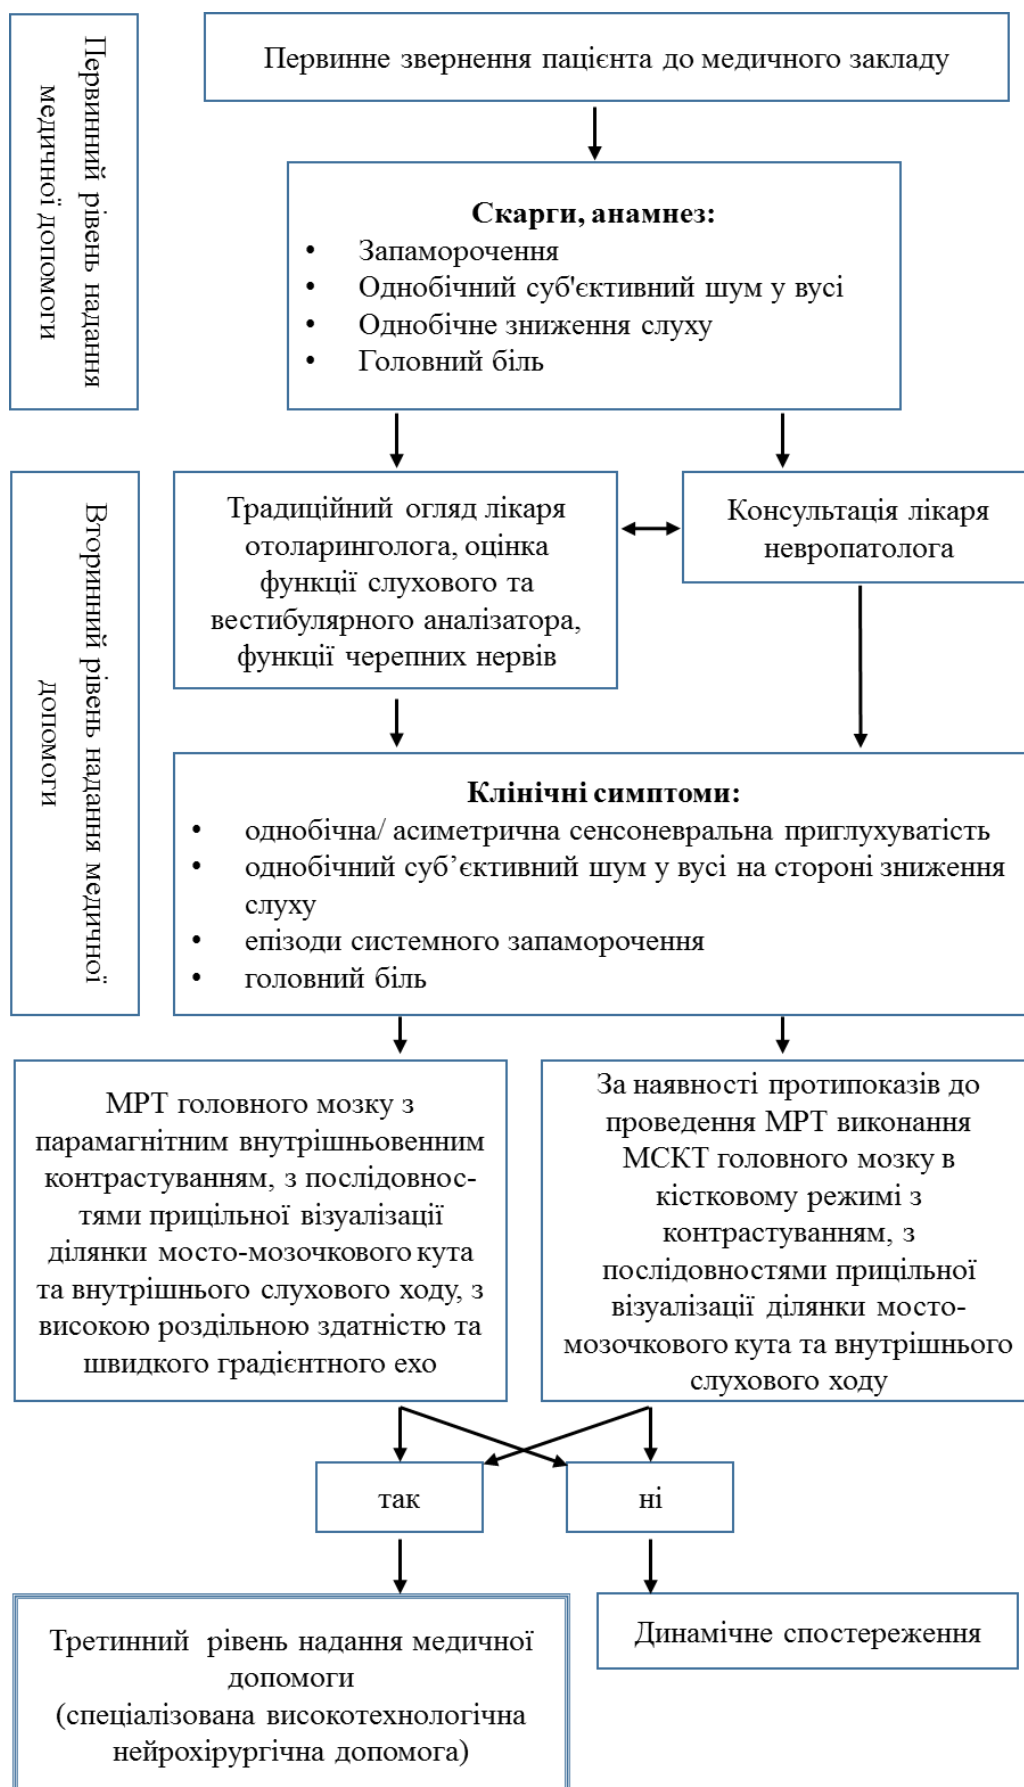 Первинний рівень надання
медичної допомоги
Первинне звернення пацієнта до медичного закладу
Скарги, анамнез:
• Запаморочення
• Однобічний суб'єктивний шум у вусі
• Однобічне зниження слуху
• Головний біль
Вторинний рівень надання медичної
допомоги
Традиційний огляд лікаря
отоларинголога, оцінка
функції слухового та
вестибулярного аналізатора,
функції черепних нервів
Консультація лікаря
невропатолога
Клінічні симптоми:
• однобічна/ асиметрична сенсоневральна приглухуватість
• однобічний суб’єктивний шум у вусі на стороні зниження
слуху
• епізоди системного запаморочення
• головний біль
МРТ головного мозку з
парамагнітним внутрішньовенним
контрастуванням, з послідовнос-
тями прицільної візуалізації
ділянки мосто-мозочкового кута
та внутрішнього слухового ходу, з
високою роздільною здатністю та
швидкого градієнтного ехо
За наявності протипоказів до
проведення МРТ виконання
МСКТ головного мозку в
кістковому режимі з
контрастуванням, з
послідовностями прицільної
візуалізації ділянки мосто-
мозочкового кута та внутрішнього
слухового ходу
так
ні
Третинний рівень надання медичної
допомоги
(спеціалізована високотехнологічна
нейрохірургічна допомога)
Динамічне спостереження